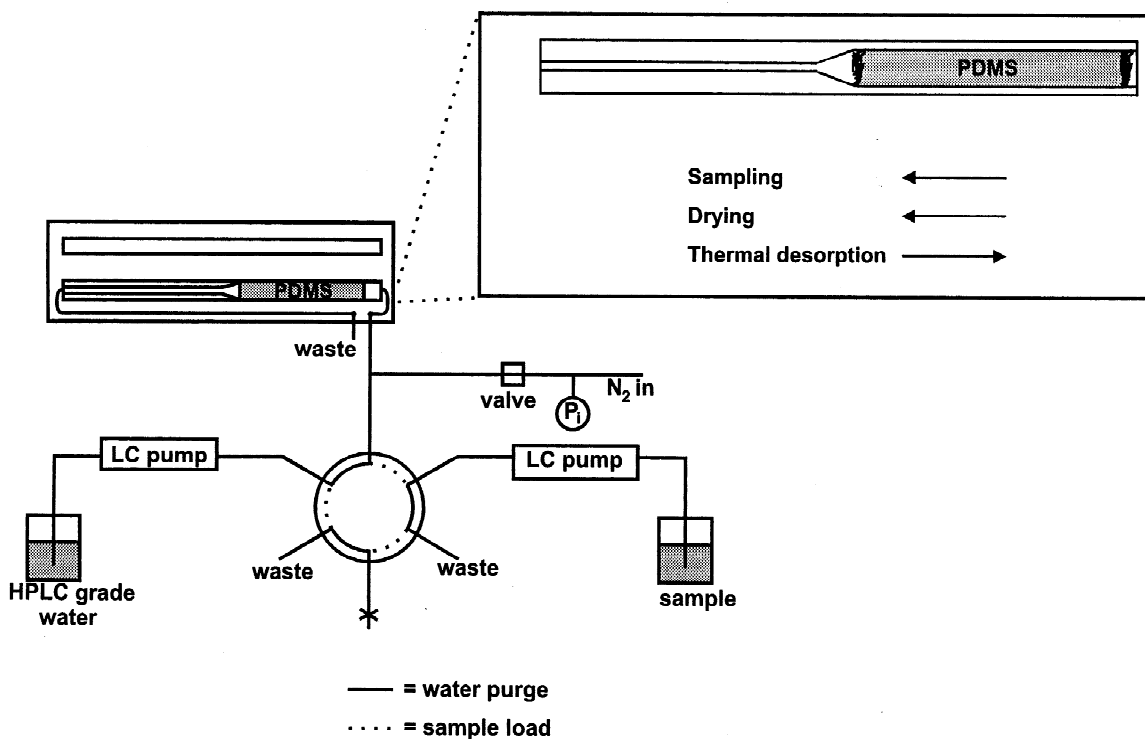 PDMS
Sampling
Drying
Thermal desorption
PDMS
waste
N₂ in
valve
Pᵢ
LC pump
LC pump
waste
waste
HPLC grade
water
sample
= water purge
= sample load